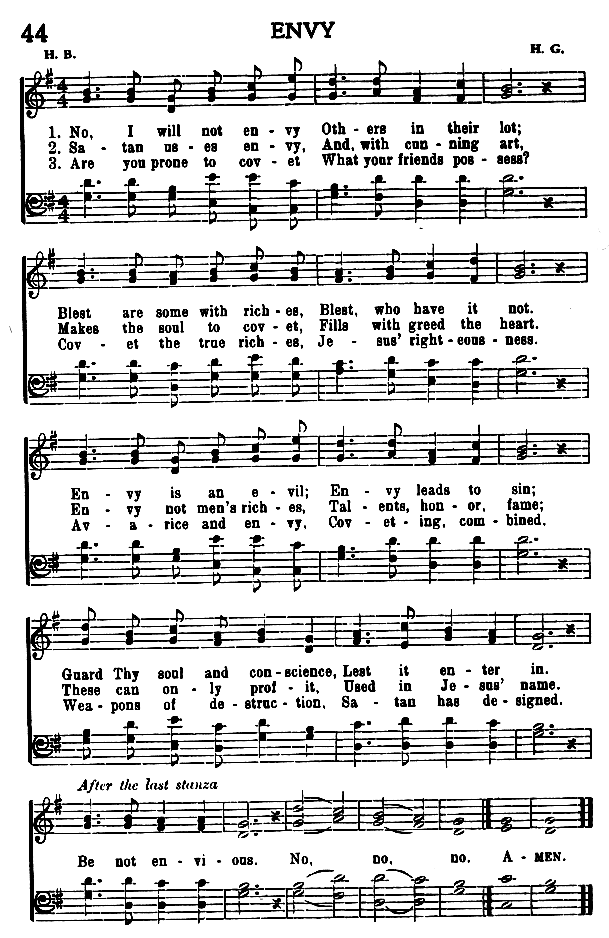 44
ENVY
H. B.
H. G.
1. No, I will not en - vy Oth - ers in their lot;
2. Sa - tan us - es en - vy, And, with cun - ning art,
3. Are you prone to cov - et What your friends pos - sess?
Blest are some with rich - es, Blest, who have it not.
Makes the soul to cov - et, Fills with greed the heart.
Cov - et the true rich - es, Je - sus' right - eous - ness.
En - vy is an e - vil; En - vy leads to sin;
En - vy not men's rich - es, Tal - ents, hon - or, fame;
Av - a - rice and en - vy, Cov - et - ing, com - bined.
Guard Thy soul and con - science, Lest it en - ter in.
These can on - ly prof - it, Used in Je - sus' name.
Wea - pons of de - struc - tion, Sa - tan has de - signed.
After the last stanza
Be not en - vi - ous. No, no, no. A - MEN.